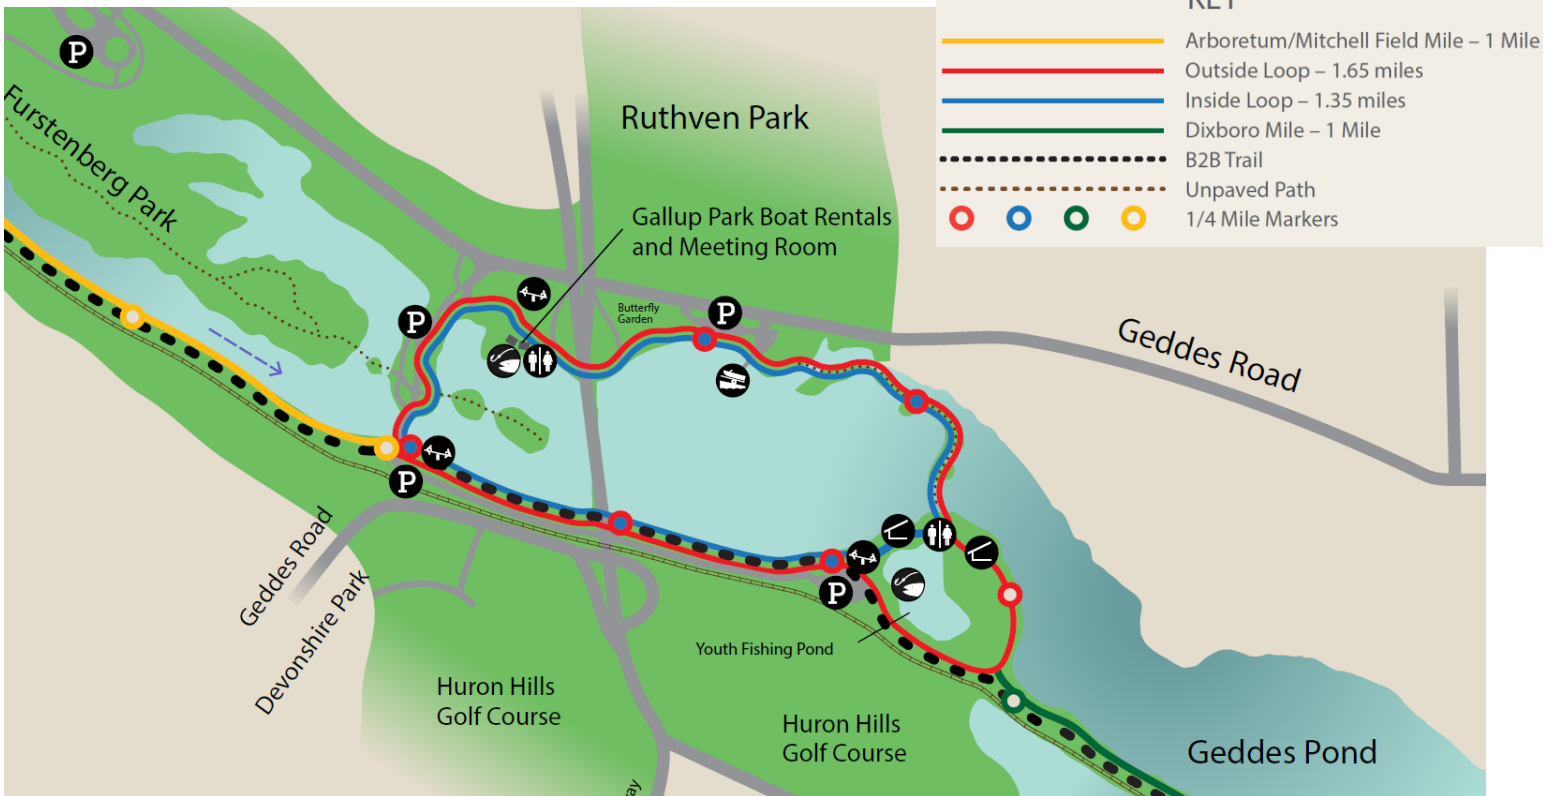 KEY
Arboretum/Mitchell Field Mile – 1 Mile
Outside Loop – 1.65 miles
Inside Loop – 1.35 miles
Dixboro Mile – 1 Mile
B2B Trail
Unpaved Path
1/4 Mile Markers
P
Furstenberg Park
Ruthven Park
Gallup Park Boat Rentals
and Meeting Room
Butterfly
Garden
P
P
Geddes Road
P
Geddes Road
P
Devonshire Park
Youth Fishing Pond
Huron Hills
Golf Course
Huron Hills
Golf Course
Geddes Pond